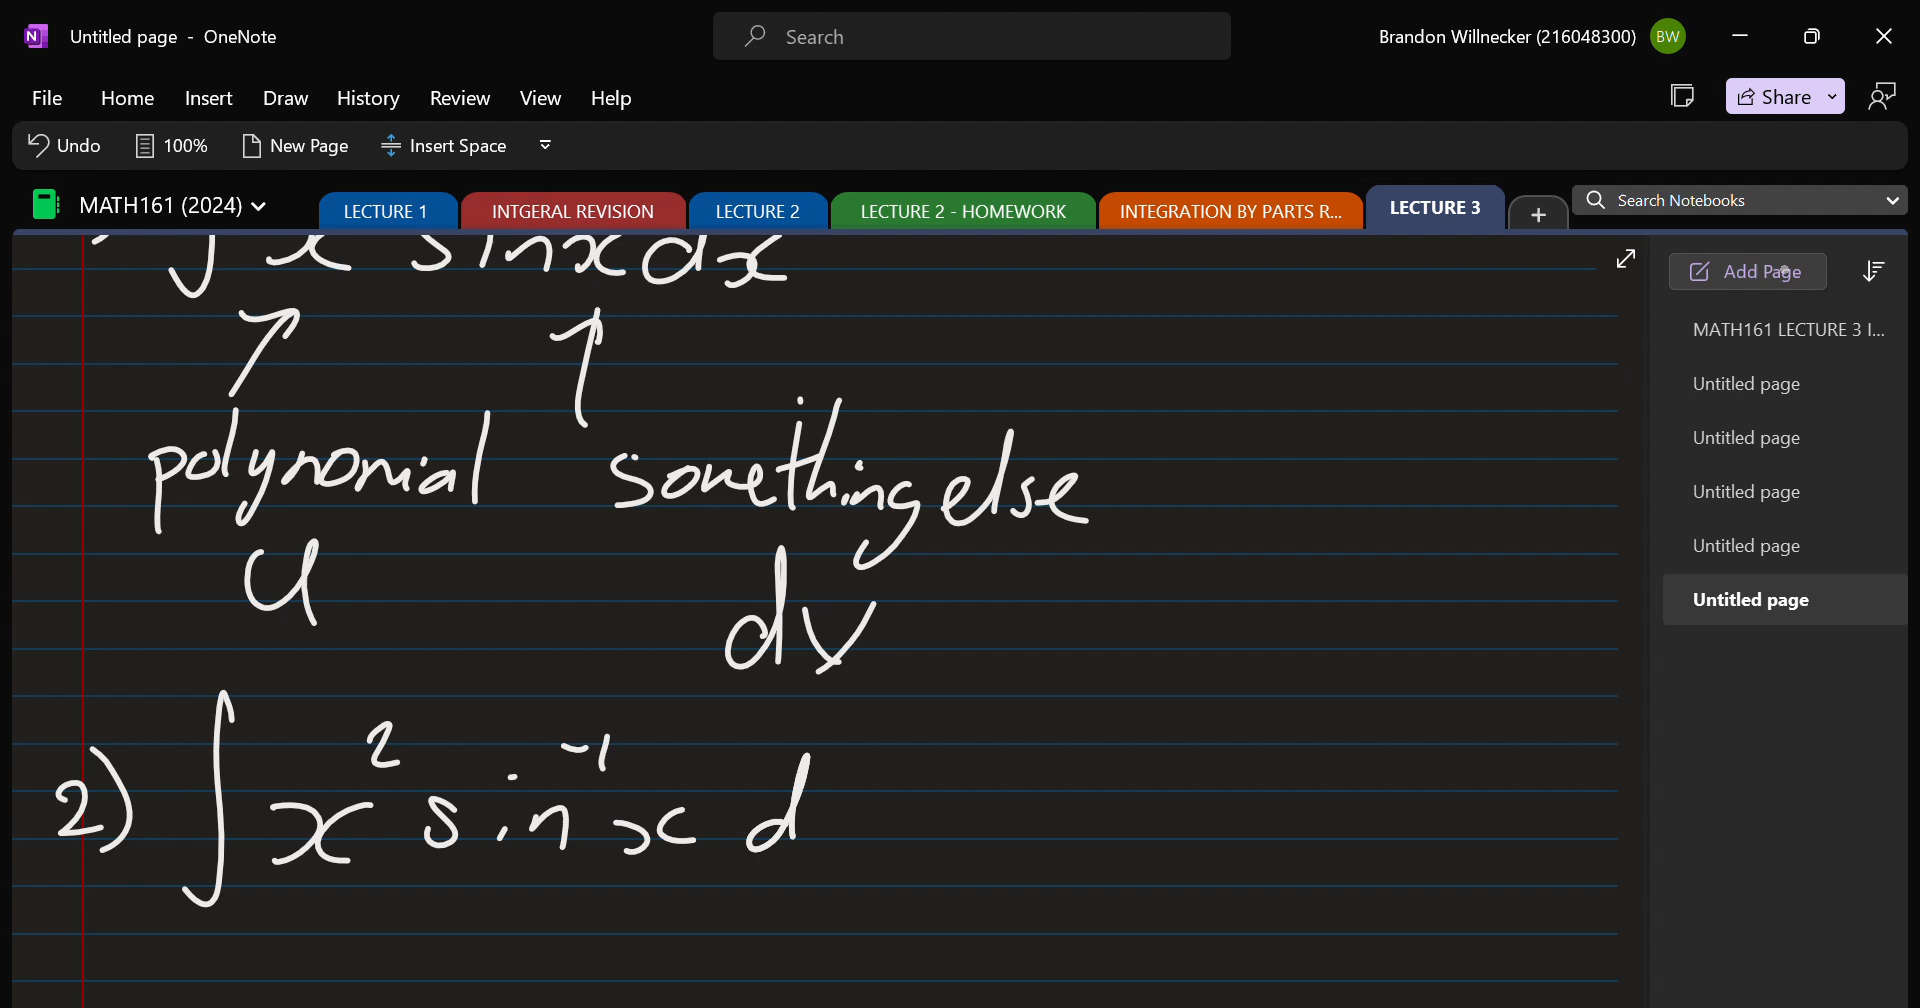 Untitled page - OneNote
Search
Brandon Willnecker (216048300)
BW
File Home Insert Draw History Review View Help
Share
Undo 100% New Page Insert Space
MATH161 (2024)
LECTURE 1
INTGERAL REVISION
LECTURE 2
LECTURE 2 - HOMEWORK
INTEGRATION BY PARTS R...
LECTURE 3
+
Search Notebooks
Add Page
MATH161 LECTURE 3 I...
Untitled page
Untitled page
Untitled page
Untitled page
Untitled page
∫ x sinx dx
polynomial something else
u dv
2) ∫ x² sin⁻¹ x d